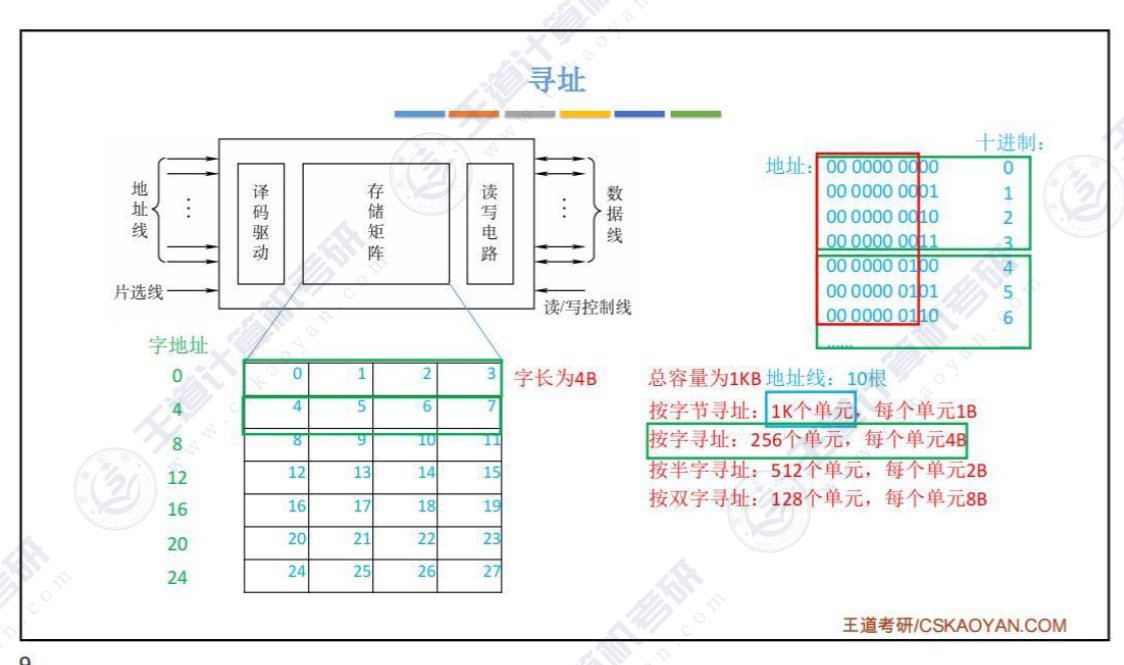 寻址
地址线
译码驱动
存储矩阵
读写电路
数据线
片选线
读/写控制线
十进制:
地址: 00 0000 0000 0
00 0000 0001 1
00 0000 0010 2
00 0000 0011 3
00 0000 0100 4
00 0000 0101 5
00 0000 0110 6
...... ......
字地址
0 0 1 2 3 字长为4B
4 4 5 6 7
8 8 9 10 11
12 12 13 14 15
16 16 17 18 19
20 20 21 22 23
24 24 25 26 27
总容量为1KB 地址线: 10根
按字节寻址: 1K个单元, 每个单元1B
按字寻址: 256个单元, 每个单元4B
按半字寻址: 512个单元, 每个单元2B
按双字寻址: 128个单元, 每个单元8B
王道考研/CSKAOYAN.COM